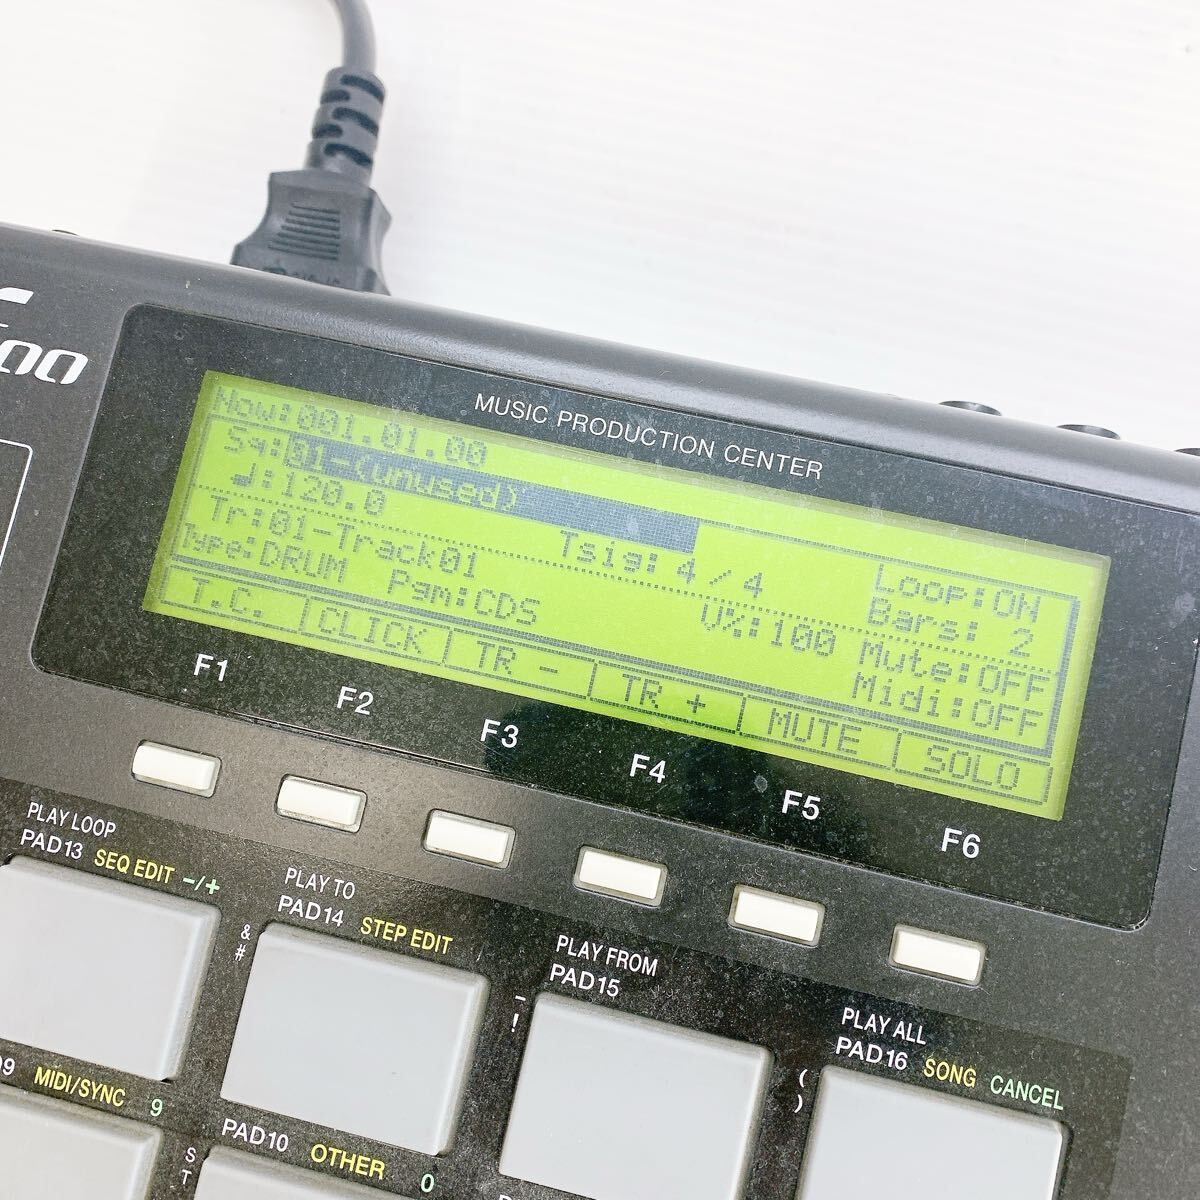 00
MUSIC PRODUCTION CENTER
Now:001.01.00
Sq:01-(unused)
♩:120.0 Tsig: 4/4 Loop:ON
Bars: 2
Tr:01-Track01 Mute:OFF
Type:DRUM Pgm:CDS V%:100 Midi:OFF
T.C. CLICK TR - TR + MUTE SOLO
F1 F2 F3 F4 F5 F6
PLAY LOOP
PAD13 SEQ EDIT -/+
PLAY TO
PAD14 STEP EDIT
& #
PLAY FROM
PAD15
_ !
PLAY ALL
PAD16 SONG CANCEL
( )
9 MIDI/SYNC 9
PAD10 OTHER 0
S T